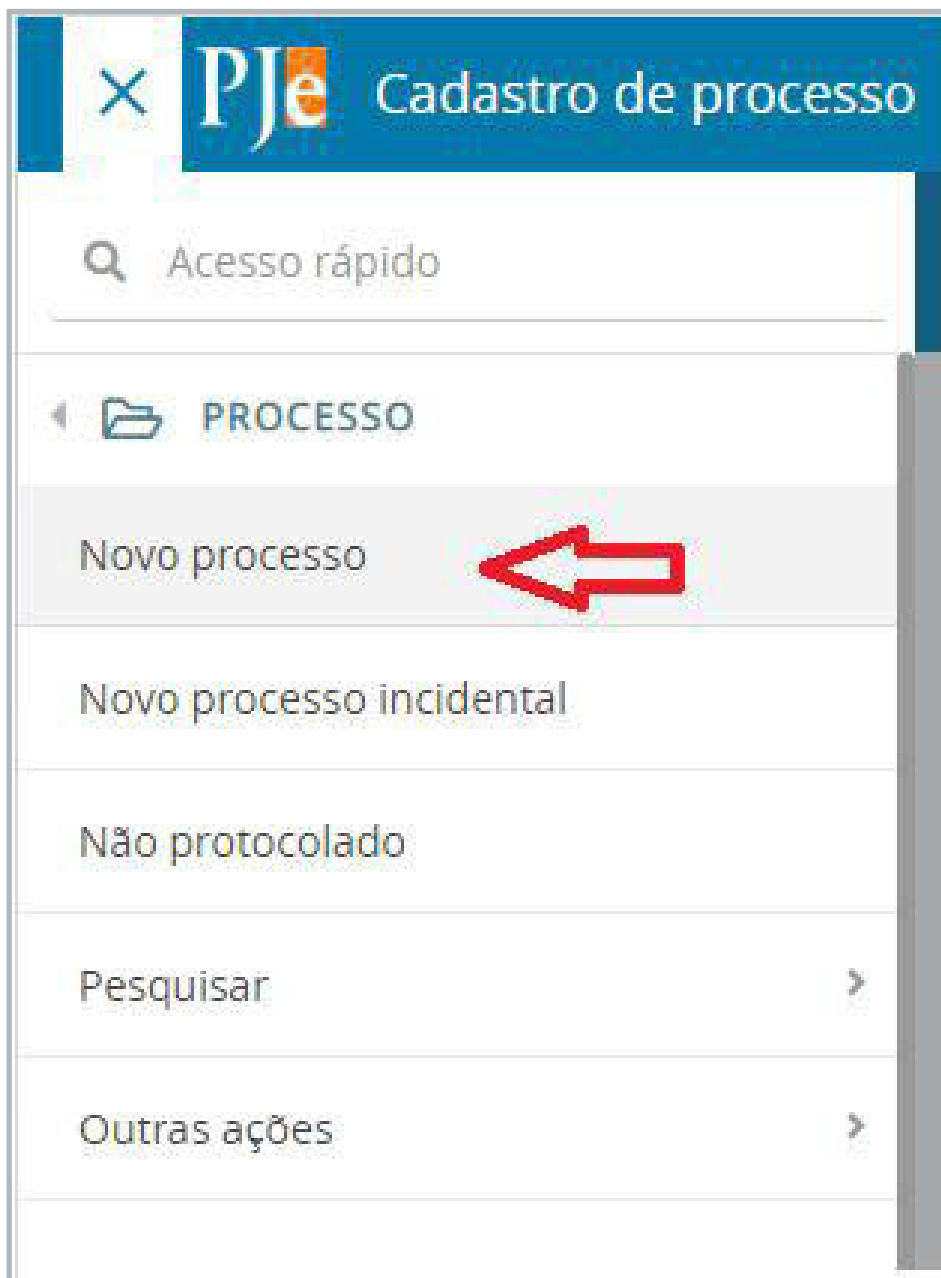 PJe Cadastro de processo
Acesso rápido
PROCESSO
Novo processo
Novo processo incidental
Não protocolado
Pesquisar
Outras ações